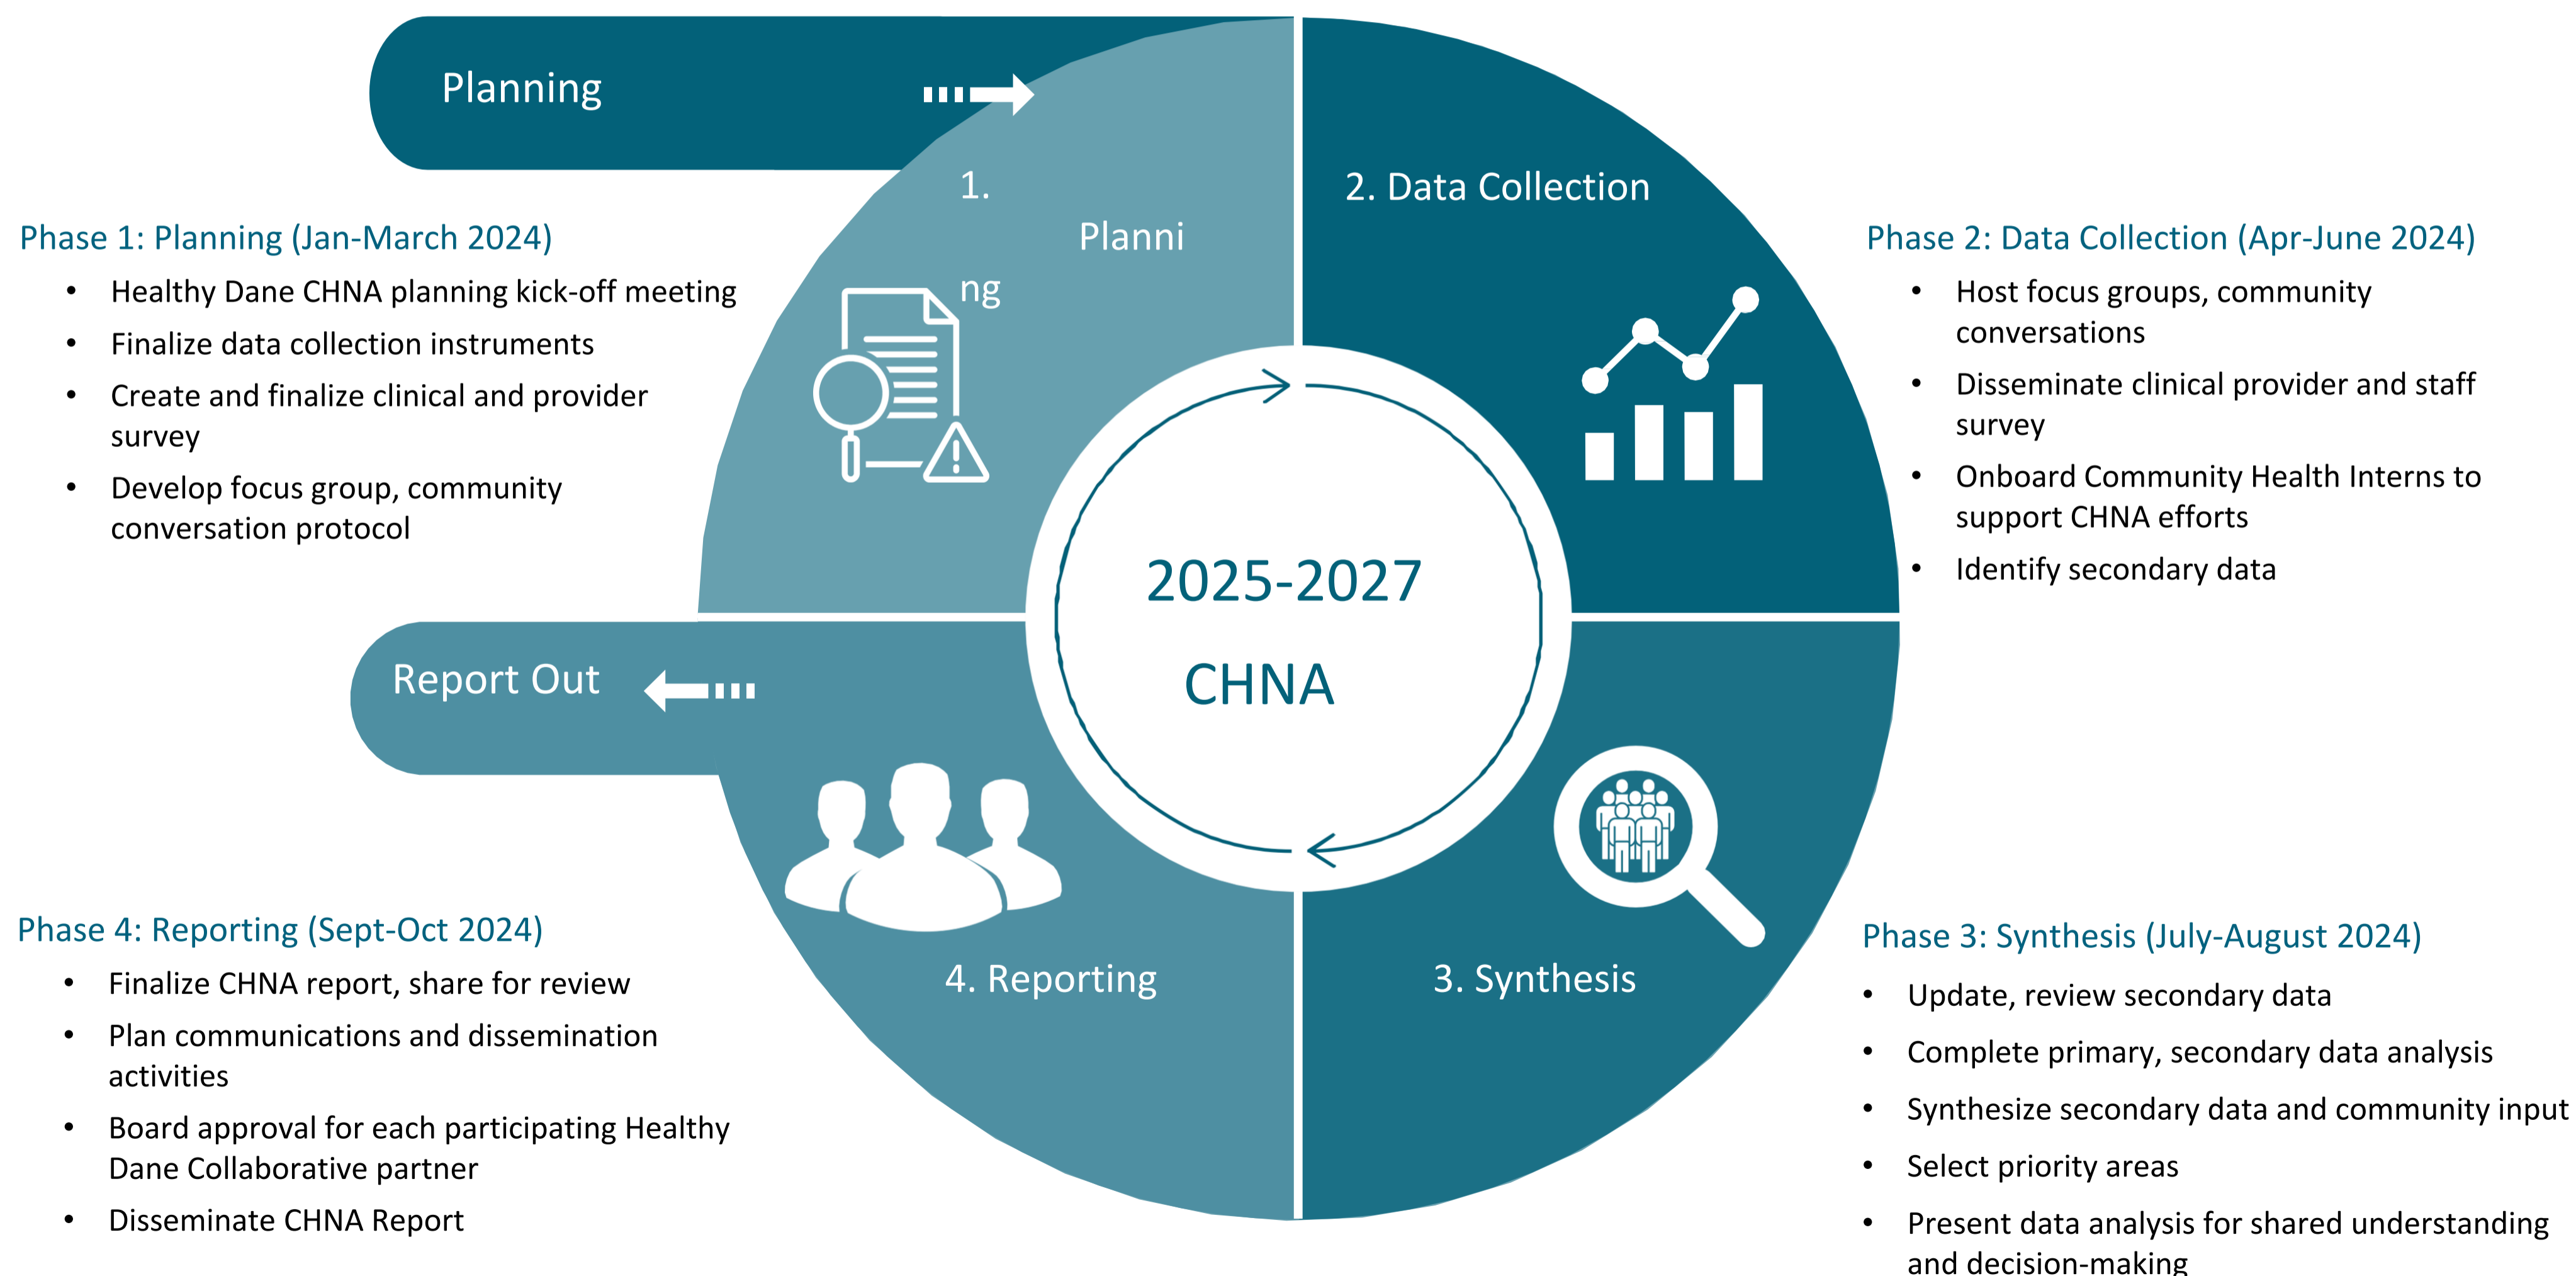 Planning
1.
Planni
ng
2. Data Collection
Phase 1: Planning (Jan-March 2024)
• Healthy Dane CHNA planning kick-off meeting
• Finalize data collection instruments
• Create and finalize clinical and provider
survey
• Develop focus group, community
conversation protocol
Phase 2: Data Collection (Apr-June 2024)
• Host focus groups, community
conversations
• Disseminate clinical provider and staff
survey
• Onboard Community Health Interns to
support CHNA efforts
• Identify secondary data
2025-2027
CHNA
Report Out
4. Reporting
3. Synthesis
Phase 4: Reporting (Sept-Oct 2024)
• Finalize CHNA report, share for review
• Plan communications and dissemination
activities
• Board approval for each participating Healthy
Dane Collaborative partner
• Disseminate CHNA Report
Phase 3: Synthesis (July-August 2024)
• Update, review secondary data
• Complete primary, secondary data analysis
• Synthesize secondary data and community input
• Select priority areas
• Present data analysis for shared understanding
and decision-making